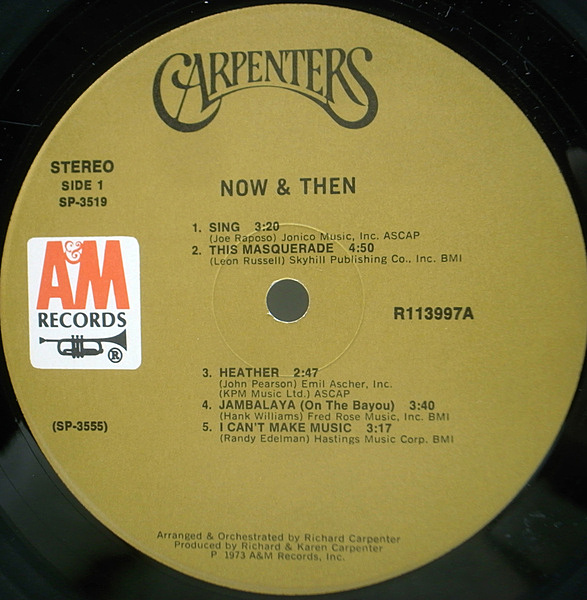 CARPENTERS
STEREO
SIDE 1
SP-3519
NOW & THEN
1. SING 3:20
(Joe Raposo) Jonico Music, Inc. ASCAP
2. THIS MASQUERADE 4:50
(Leon Russell) Skyhill Publishing Co., Inc. BMI
A&M
RECORDS
®
R113997A
3. HEATHER 2:47
(John Pearson) Emil Ascher, Inc.
(KPM Music Ltd.) ASCAP
4. JAMBALAYA (On The Bayou) 3:40
(Hank Williams) Fred Rose Music, Inc. BMI
5. I CAN'T MAKE MUSIC 3:17
(Randy Edelman) Hastings Music Corp. BMI
(SP-3555)
Arranged & Orchestrated by Richard Carpenter
Produced by Richard & Karen Carpenter
P 1973 A&M Records, Inc.